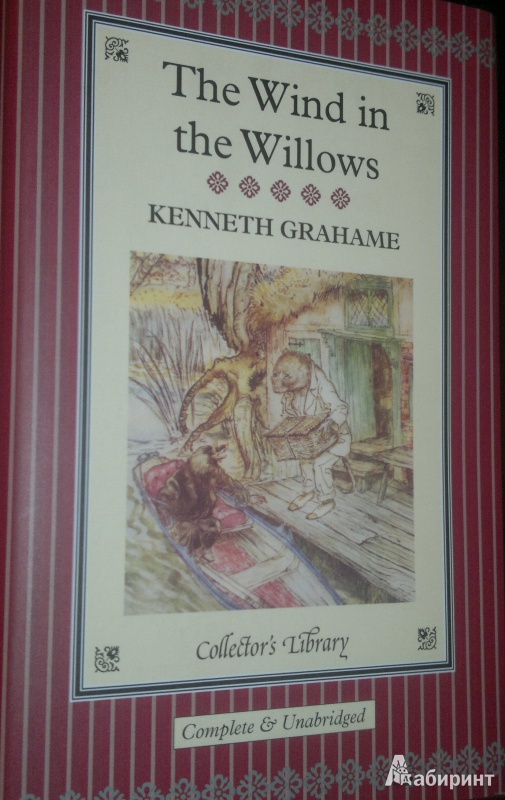 The Wind in
the Willows
KENNETH GRAHAME
Collector's Library
Complete & Unabridged
Лабиринт